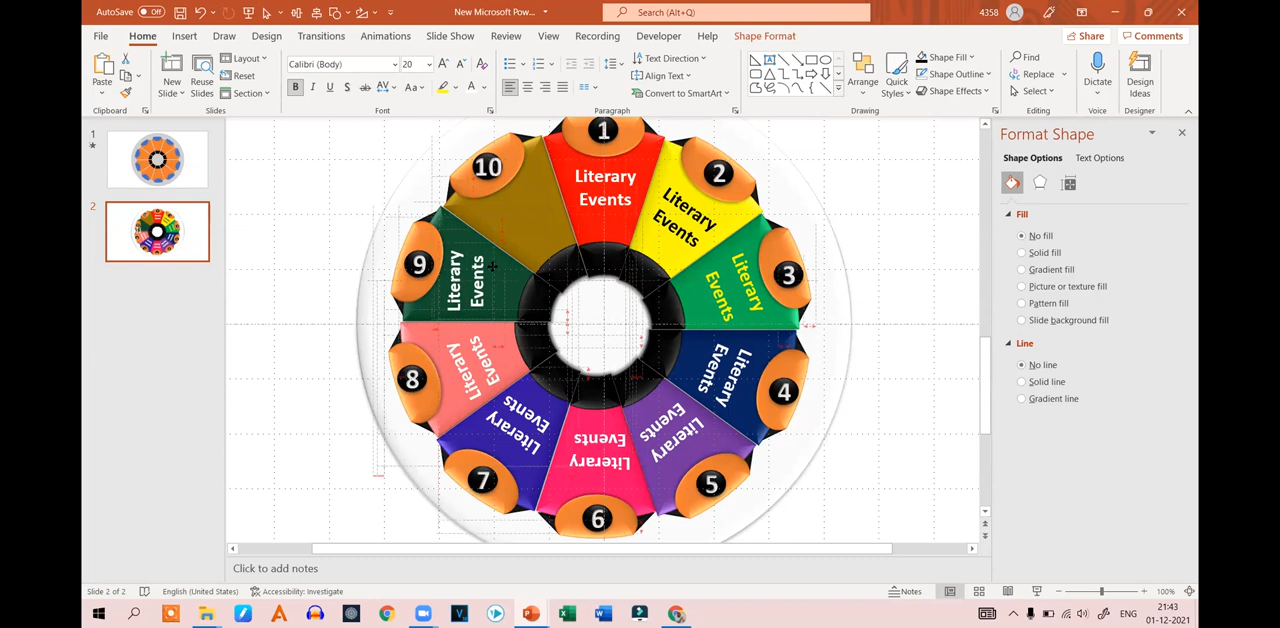 AutoSave Off New Microsoft Pow... Search (Alt+Q) 4358
File Home Insert Draw Design Transitions Animations Slide Show Review View Recording Developer Help Shape Format Share Comments
Paste New Slide Reuse Slides Layout Reset Section
Calibri (Body) 20
Text Direction Align Text Convert to SmartArt
Arrange Quick Styles Shape Fill Shape Outline Shape Effects
Find Replace Select Dictate Design Ideas
Clipboard Slides Font Paragraph Drawing Editing Voice Designer
1
2
1
Literary
Events
2
Literary
Events
3
Literary
Events
4
Literary
Events
5
Literary
Events
6
Literary
Events
7
Literary
Events
8
Literary
Events
9
Literary
Events
10
Format Shape
Shape Options Text Options
Fill
No fill
Solid fill
Gradient fill
Picture or texture fill
Pattern fill
Slide background fill
Line
No line
Solid line
Gradient line
Click to add notes
Slide 2 of 2 English (United States) Accessibility: Investigate Notes 100%
ENG 21:43
01-12-2021